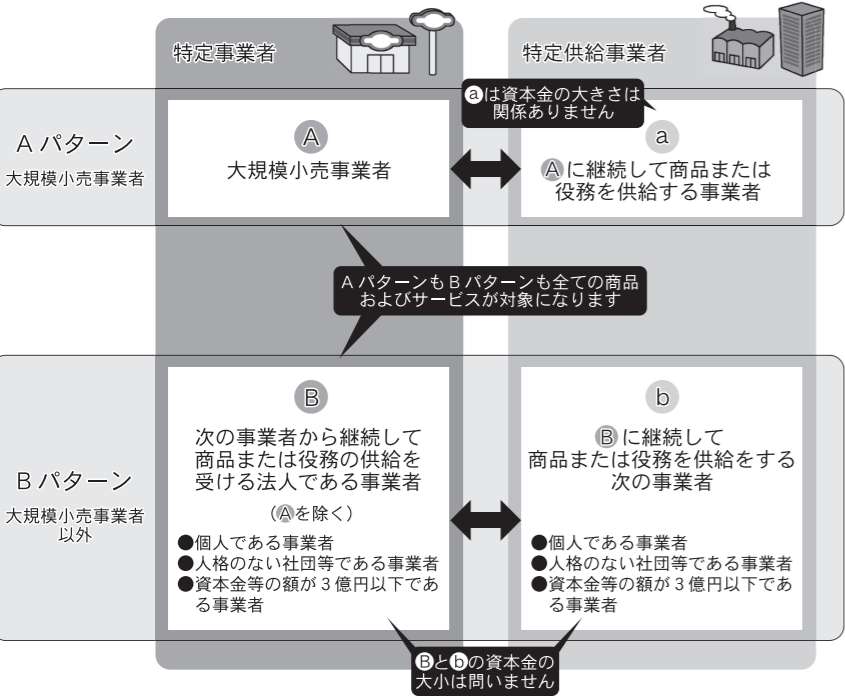 特定事業者
特定供給事業者
Aパターン
大規模小売事業者
Ⓐ
大規模小売事業者
ⓐは資本金の大きさは
関係ありません
ⓐ
Ⓐに継続して商品または
役務を供給する事業者
AパターンもBパターンも全ての商品
およびサービスが対象になります
Bパターン
大規模小売事業者
以外
Ⓑ
次の事業者から継続して
商品または役務の供給を
受ける法人である事業者
(Ⓐを除く)
●個人である事業者
●人格のない社団等である事業者
●資本金等の額が3億円以下であ
る事業者
ⓑ
Ⓑに継続して
商品または役務を供給をする
次の事業者
●個人である事業者
●人格のない社団等である事業者
●資本金等の額が3億円以下であ
る事業者
Ⓑとⓑの資本金の
大小は問いません